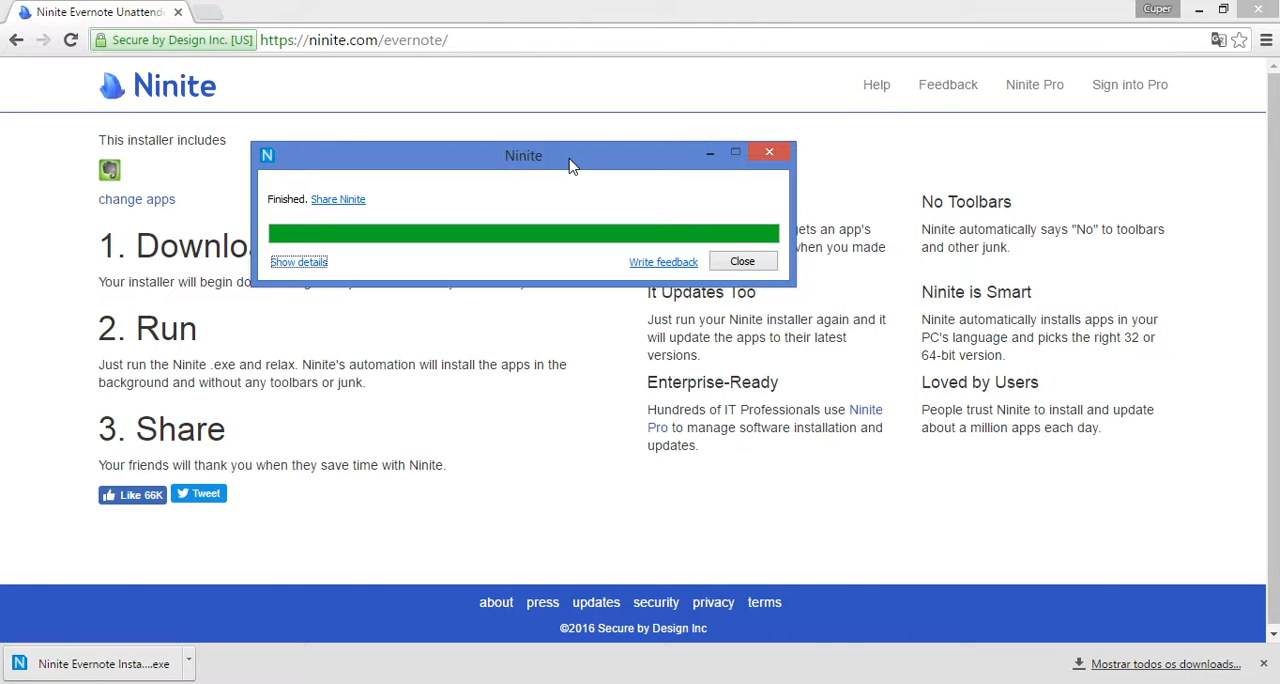 Ninite Evernote Unattend
Cuper
Secure by Design Inc. [US]
https://ninite.com/evernote/
Ninite
Help
Feedback
Ninite Pro
Sign into Pro
This installer includes
change apps
1. Downlo
Your installer will begin do
2. Run
Just run the Ninite .exe and relax. Ninite's automation will install the apps in the
background and without any toolbars or junk.
3. Share
Your friends will thank you when they save time with Ninite.
Like 66K
Tweet
N
Ninite
Finished. Share Ninite
Show details
Write feedback
Close
gets an app's
when you made
It Updates Too
Just run your Ninite installer again and it
will update the apps to their latest
versions.
Enterprise-Ready
Hundreds of IT Professionals use Ninite
Pro to manage software installation and
updates.
No Toolbars
Ninite automatically says "No" to toolbars
and other junk.
Ninite is Smart
Ninite automatically installs apps in your
PC's language and picks the right 32 or
64-bit version.
Loved by Users
People trust Ninite to install and update
about a million apps each day.
about
press
updates
security
privacy
terms
©2016 Secure by Design Inc
N
Ninite Evernote Insta....exe
Mostrar todos os downloads...